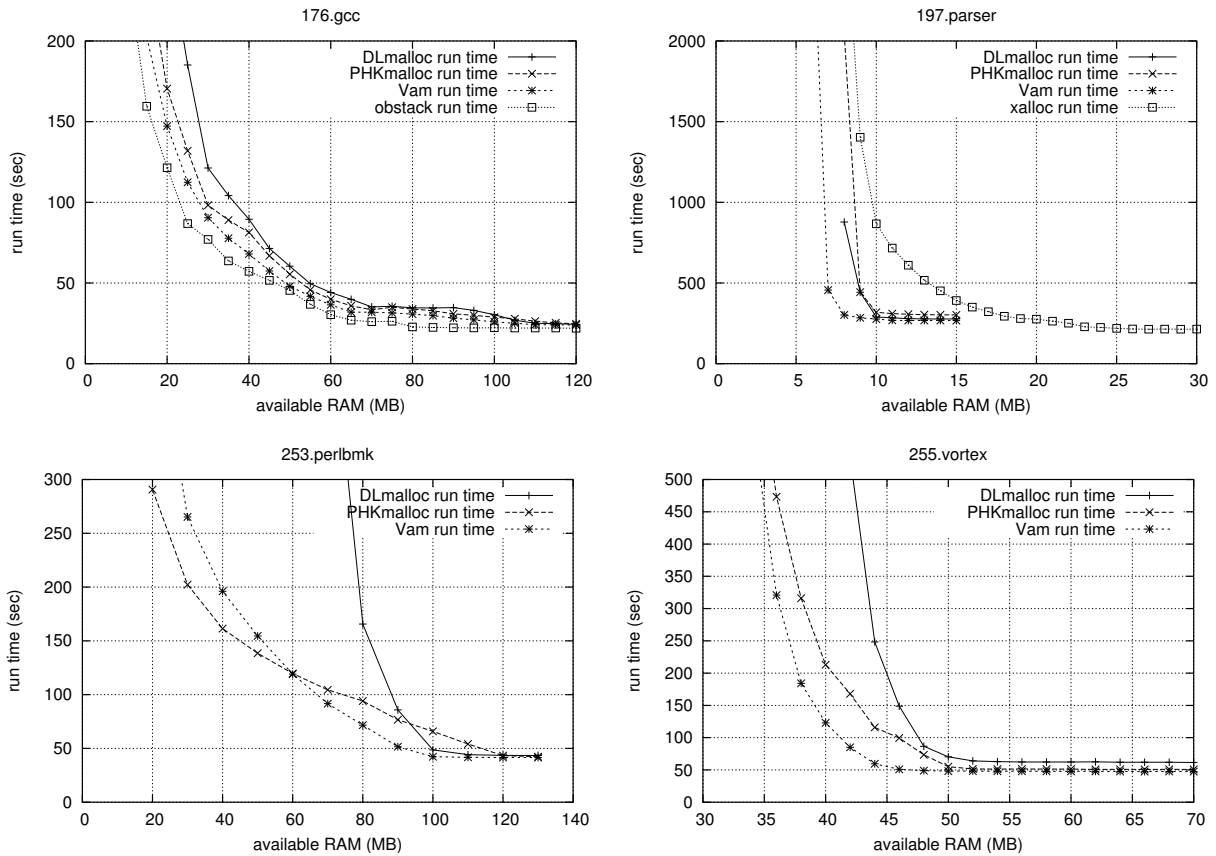 176.gcc
200
150
100
50
0
0 20 40 60 80 100 120
run time (sec)
available RAM (MB)
DLmalloc run time
PHKmalloc run time
Vam run time
obstack run time
197.parser
2000
1500
1000
500
0
0 5 10 15 20 25 30
run time (sec)
available RAM (MB)
DLmalloc run time
PHKmalloc run time
Vam run time
xalloc run time
253.perlbmk
300
250
200
150
100
50
0
0 20 40 60 80 100 120 140
run time (sec)
available RAM (MB)
DLmalloc run time
PHKmalloc run time
Vam run time
255.vortex
500
450
400
350
300
250
200
150
100
50
0
30 35 40 45 50 55 60 65 70
run time (sec)
available RAM (MB)
DLmalloc run time
PHKmalloc run time
Vam run time